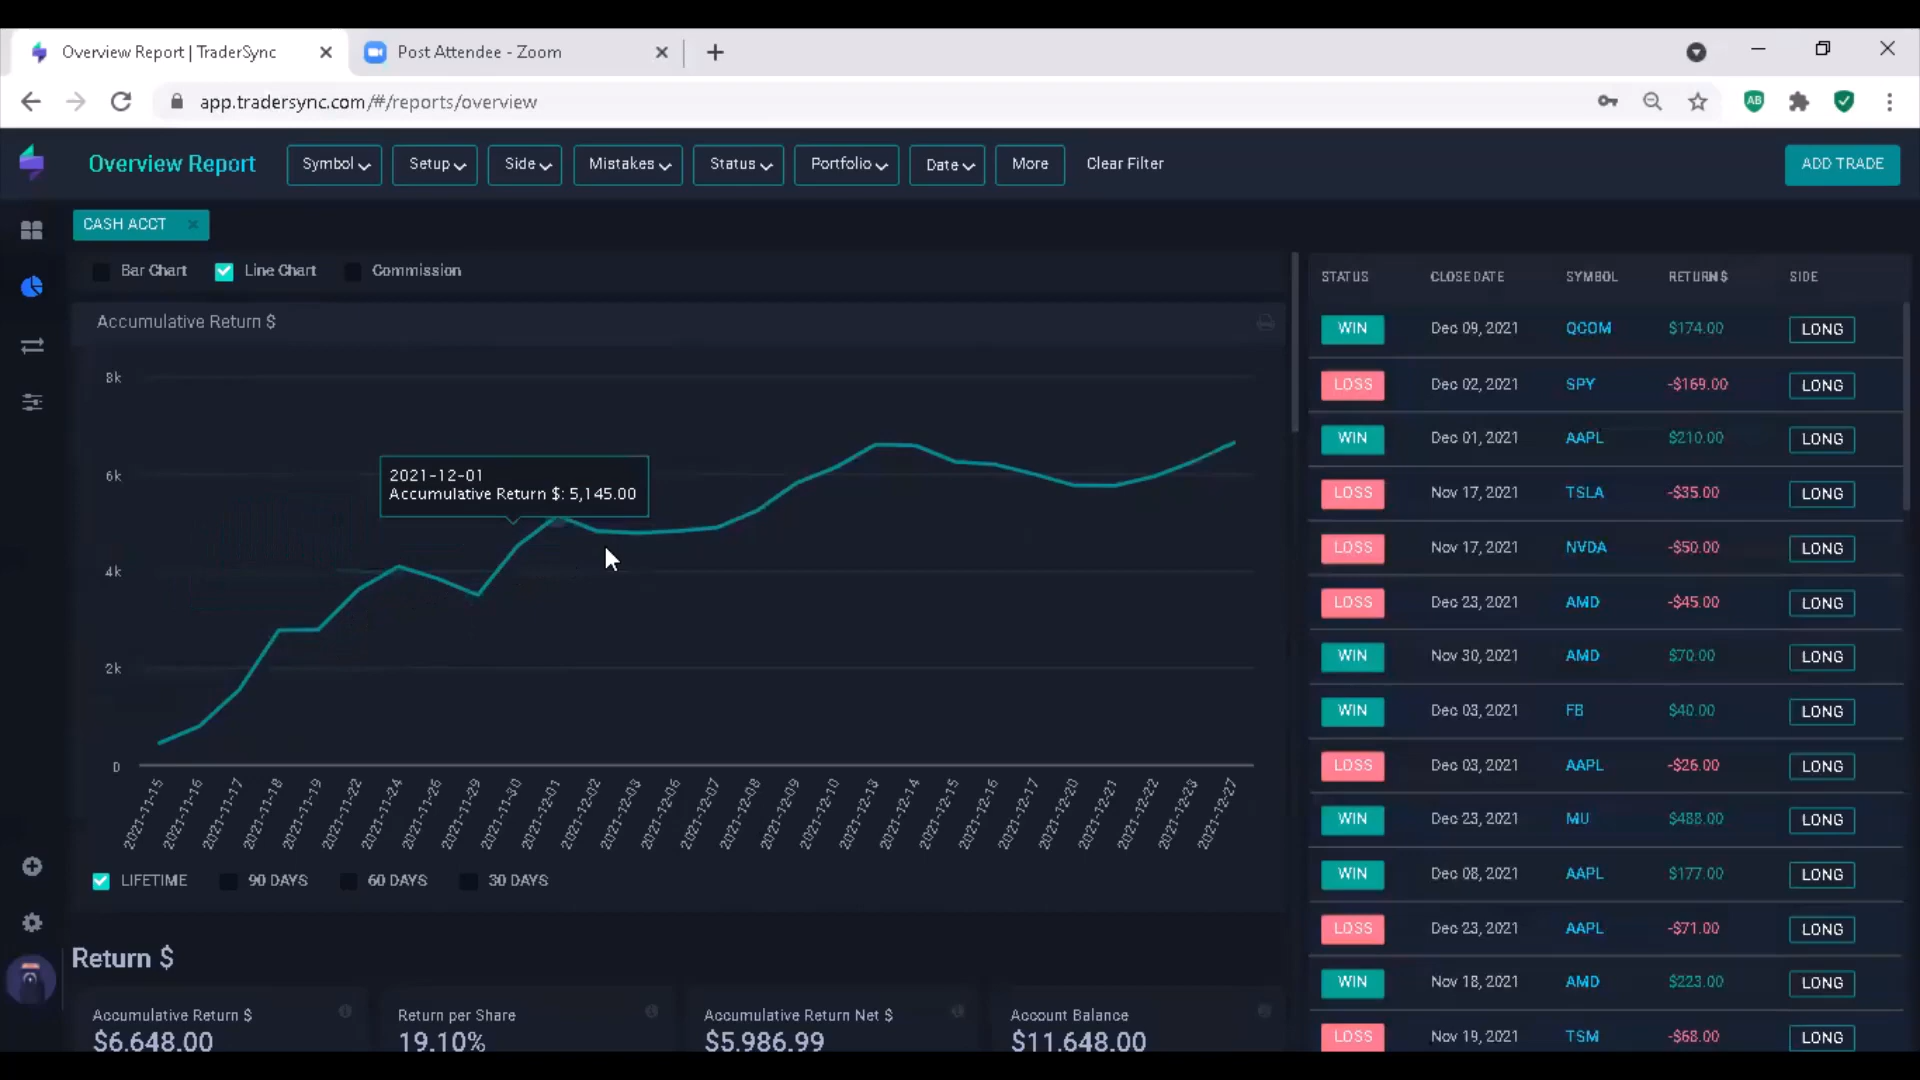 Overview Report | TraderSync
Post Attendee - Zoom
app.tradersync.com/#/reports/overview
AB
Overview Report
Symbol
Setup
Side
Mistakes
Status
Portfolio
Date
More
Clear Filter
ADD TRADE
CASH ACCT
Bar Chart
Line Chart
Commission
Accumulative Return $
8k
6k
4k
2k
0
2021-12-01
Accumulative Return $: 5,145.00
2021-11-15
2021-11-16
2021-11-17
2021-11-18
2021-11-19
2021-11-22
2021-11-24
2021-11-26
2021-11-29
2021-11-30
2021-12-01
2021-12-02
2021-12-03
2021-12-06
2021-12-07
2021-12-08
2021-12-09
2021-12-10
2021-12-13
2021-12-14
2021-12-15
2021-12-16
2021-12-17
2021-12-20
2021-12-21
2021-12-22
2021-12-23
2021-12-27
LIFETIME
90 DAYS
60 DAYS
30 DAYS
Return $
Accumulative Return $
$6,648.00
Return per Share
19.10%
Accumulative Return Net $
$5,986.99
Account Balance
$11,648.00
STATUS CLOSE DATE SYMBOL RETURN $ SIDE
WIN Dec 09, 2021 QCOM $174.00 LONG
LOSS Dec 02, 2021 SPY -$169.00 LONG
WIN Dec 01, 2021 AAPL $210.00 LONG
LOSS Nov 17, 2021 TSLA -$35.00 LONG
LOSS Nov 17, 2021 NVDA -$50.00 LONG
LOSS Dec 23, 2021 AMD -$45.00 LONG
WIN Nov 30, 2021 AMD $70.00 LONG
WIN Dec 03, 2021 FB $40.00 LONG
LOSS Dec 03, 2021 AAPL -$26.00 LONG
WIN Dec 23, 2021 MU $488.00 LONG
WIN Dec 08, 2021 AAPL $177.00 LONG
LOSS Dec 23, 2021 AAPL -$71.00 LONG
WIN Nov 18, 2021 AMD $223.00 LONG
LOSS Nov 19, 2021 TSM -$68.00 LONG